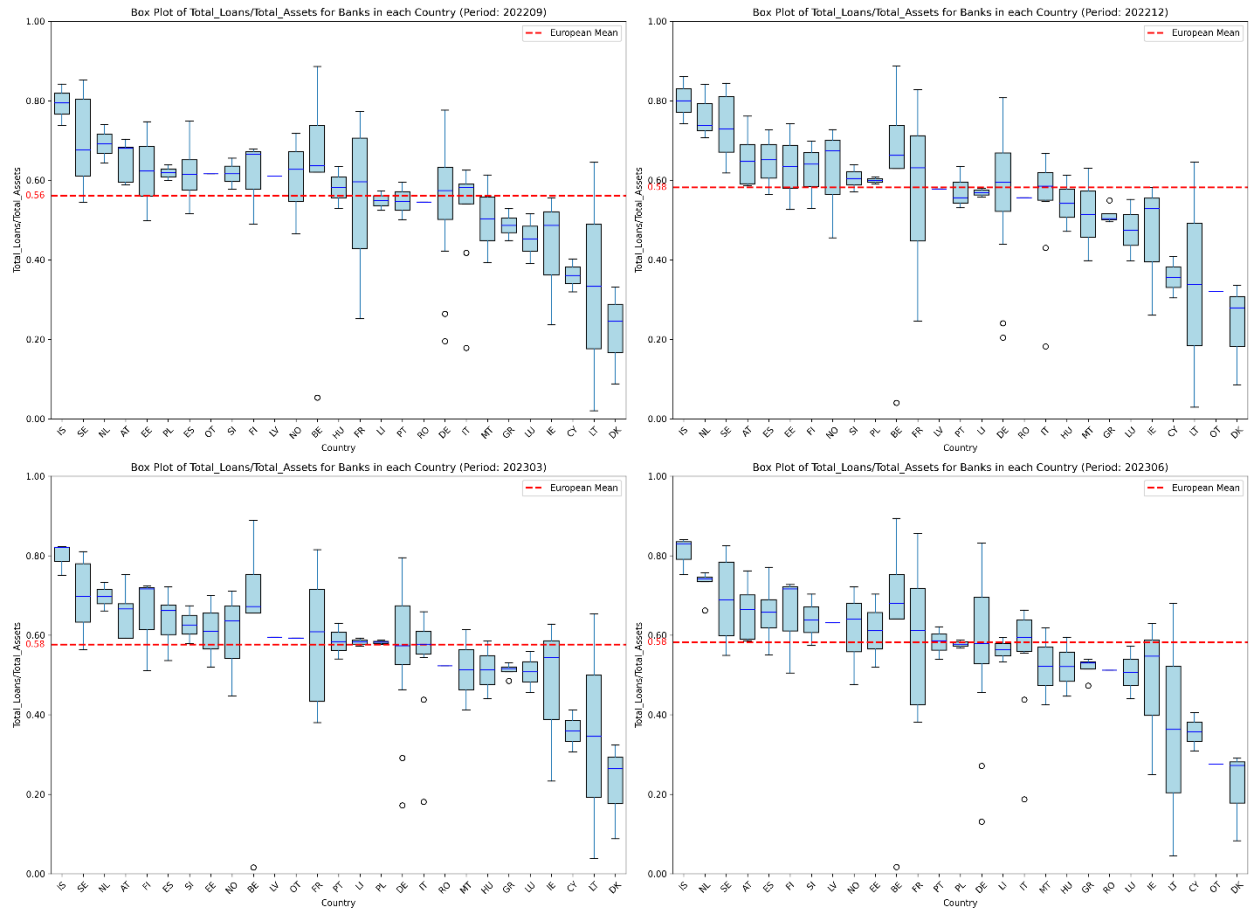 Box Plot of Total_Loans/Total_Assets for Banks in each Country (Period: 202209)
European Mean
Total_Loans/Total_Assets
1.00
0.80
0.60
0.56
0.40
0.20
0.00
IS SE NL AT EE PL ES OT SI FI LV NO BE HU FR LI PT RO DE IT MT GR LU IE CY LT DK
Country
Box Plot of Total_Loans/Total_Assets for Banks in each Country (Period: 202212)
European Mean
Total_Loans/Total_Assets
1.00
0.80
0.60
0.58
0.40
0.20
0.00
IS NL SE AT ES EE FI NO SI PL BE FR LV PT LI DE RO IT HU MT GR LU IE CY LT OT DK
Country
Box Plot of Total_Loans/Total_Assets for Banks in each Country (Period: 202303)
European Mean
Total_Loans/Total_Assets
1.00
0.80
0.60
0.58
0.40
0.20
0.00
IS SE NL AT FI ES SI EE NO BE LV OT FR PT LI PL DE IT RO MT HU GR LU IE CY LT DK
Country
Box Plot of Total_Loans/Total_Assets for Banks in each Country (Period: 202306)
European Mean
Total_Loans/Total_Assets
1.00
0.80
0.60
0.58
0.40
0.20
0.00
IS NL SE AT ES FI SI LV NO EE BE FR PT PL DE LI IT MT HU GR RO LU IE LT CY OT DK
Country